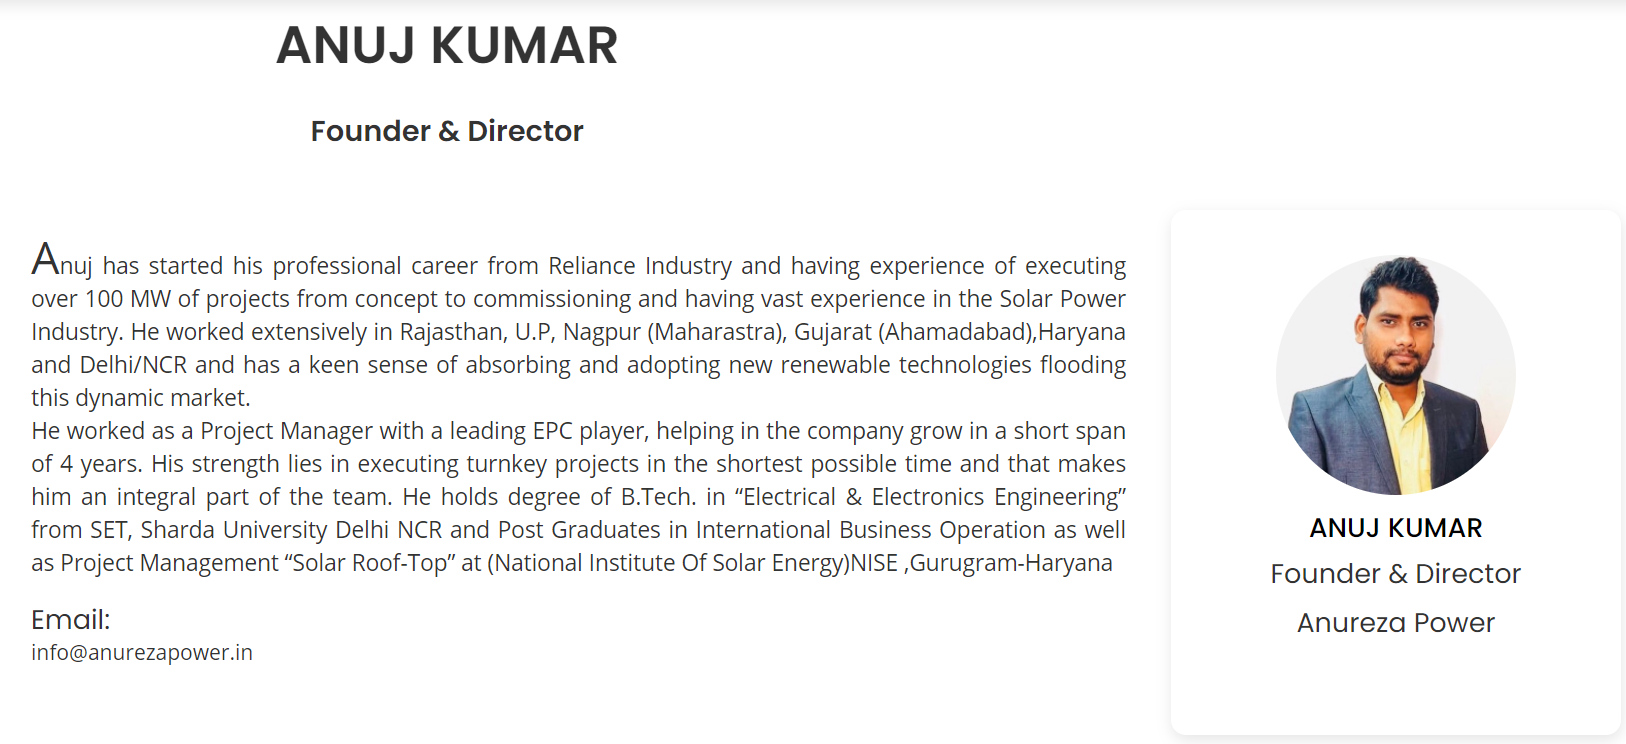 ANUJ KUMAR
Founder & Director
Anuj has started his professional career from Reliance Industry and having experience of executing
over 100 MW of projects from concept to commissioning and having vast experience in the Solar Power
Industry. He worked extensively in Rajasthan, U.P, Nagpur (Maharastra), Gujarat (Ahamadabad),Haryana
and Delhi/NCR and has a keen sense of absorbing and adopting new renewable technologies flooding
this dynamic market.
He worked as a Project Manager with a leading EPC player, helping in the company grow in a short span
of 4 years. His strength lies in executing turnkey projects in the shortest possible time and that makes
him an integral part of the team. He holds degree of B.Tech. in “Electrical & Electronics Engineering”
from SET, Sharda University Delhi NCR and Post Graduates in International Business Operation as well
as Project Management “Solar Roof-Top” at (National Institute Of Solar Energy)NISE ,Gurugram-Haryana
Email:
info@anurezapower.in
ANUJ KUMAR
Founder & Director
Anureza Power